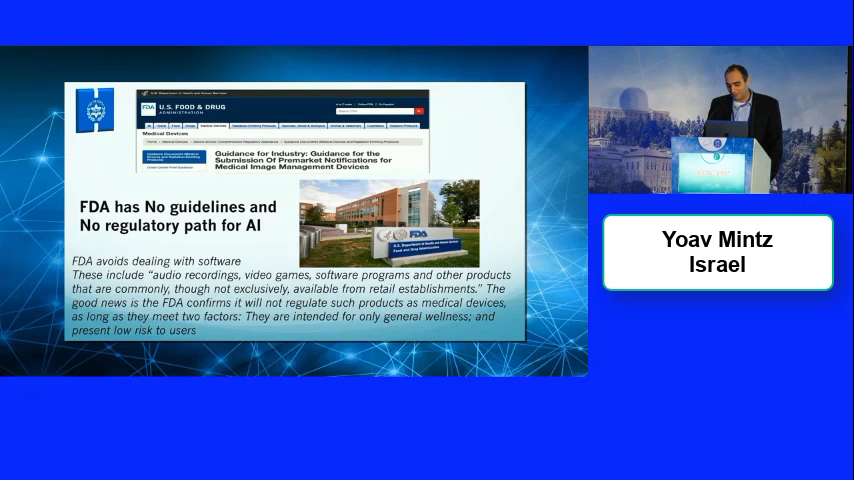 FDA U.S. FOOD & DRUG
ADMINISTRATION
Medical Devices
Guidance for Industry: Guidance for the
Submission Of Premarket Notifications for
Medical Image Management Devices
FDA has No guidelines and
No regulatory path for AI
FDA
U.S. Department of Health and Human Services
Food and Drug Administration
FDA avoids dealing with software
These include “audio recordings, video games, software programs and other products
that are commonly, though not exclusively, available from retail establishments.” The
good news is the FDA confirms it will not regulate such products as medical devices,
as long as they meet two factors: They are intended for only general wellness; and
present low risk to users
Yoav Mintz
Israel